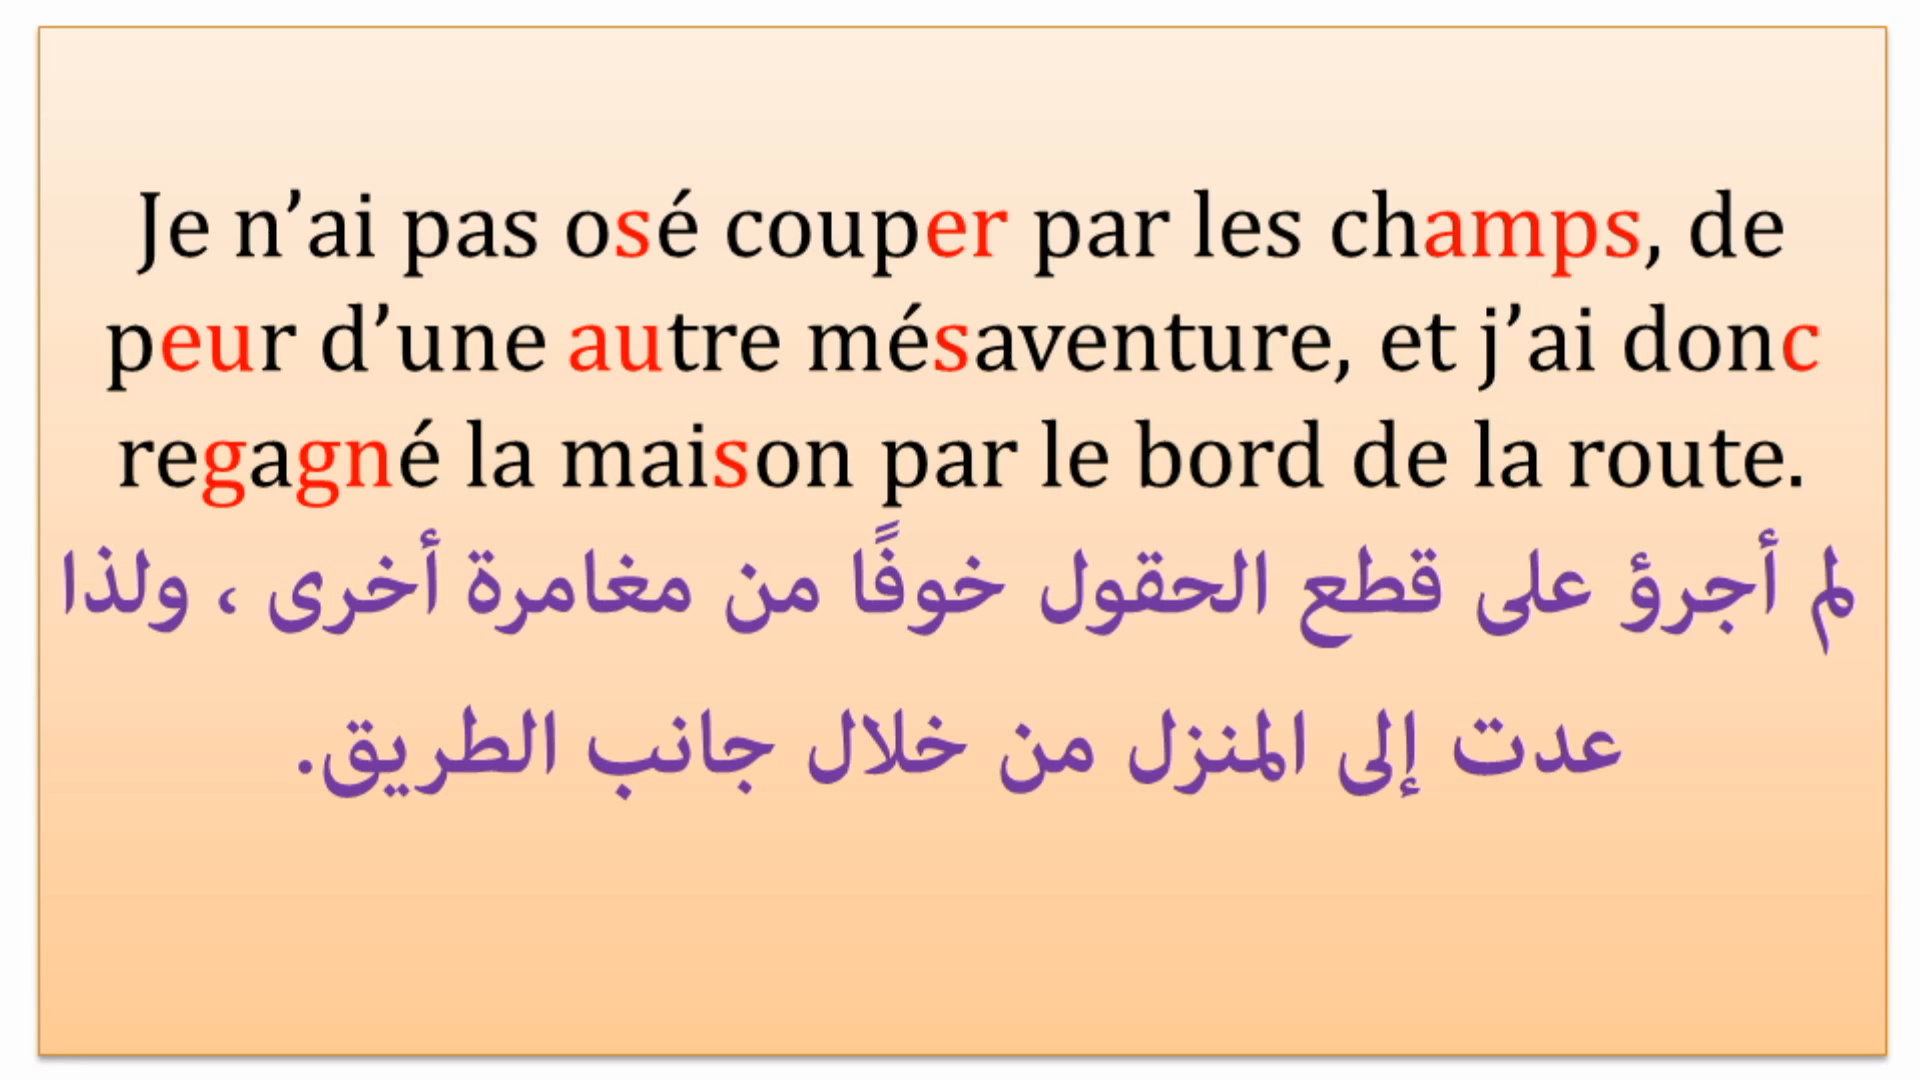 Je n’ai pas osé couper par les champs, de
peur d’une autre mésaventure, et j’ai donc
regagné la maison par le bord de la route.
لم أجرؤ على قطع الحقول خوفًا من مغامرة أخرى ، ولذا
عدت إلى المنزل من خلال جانب الطريق.